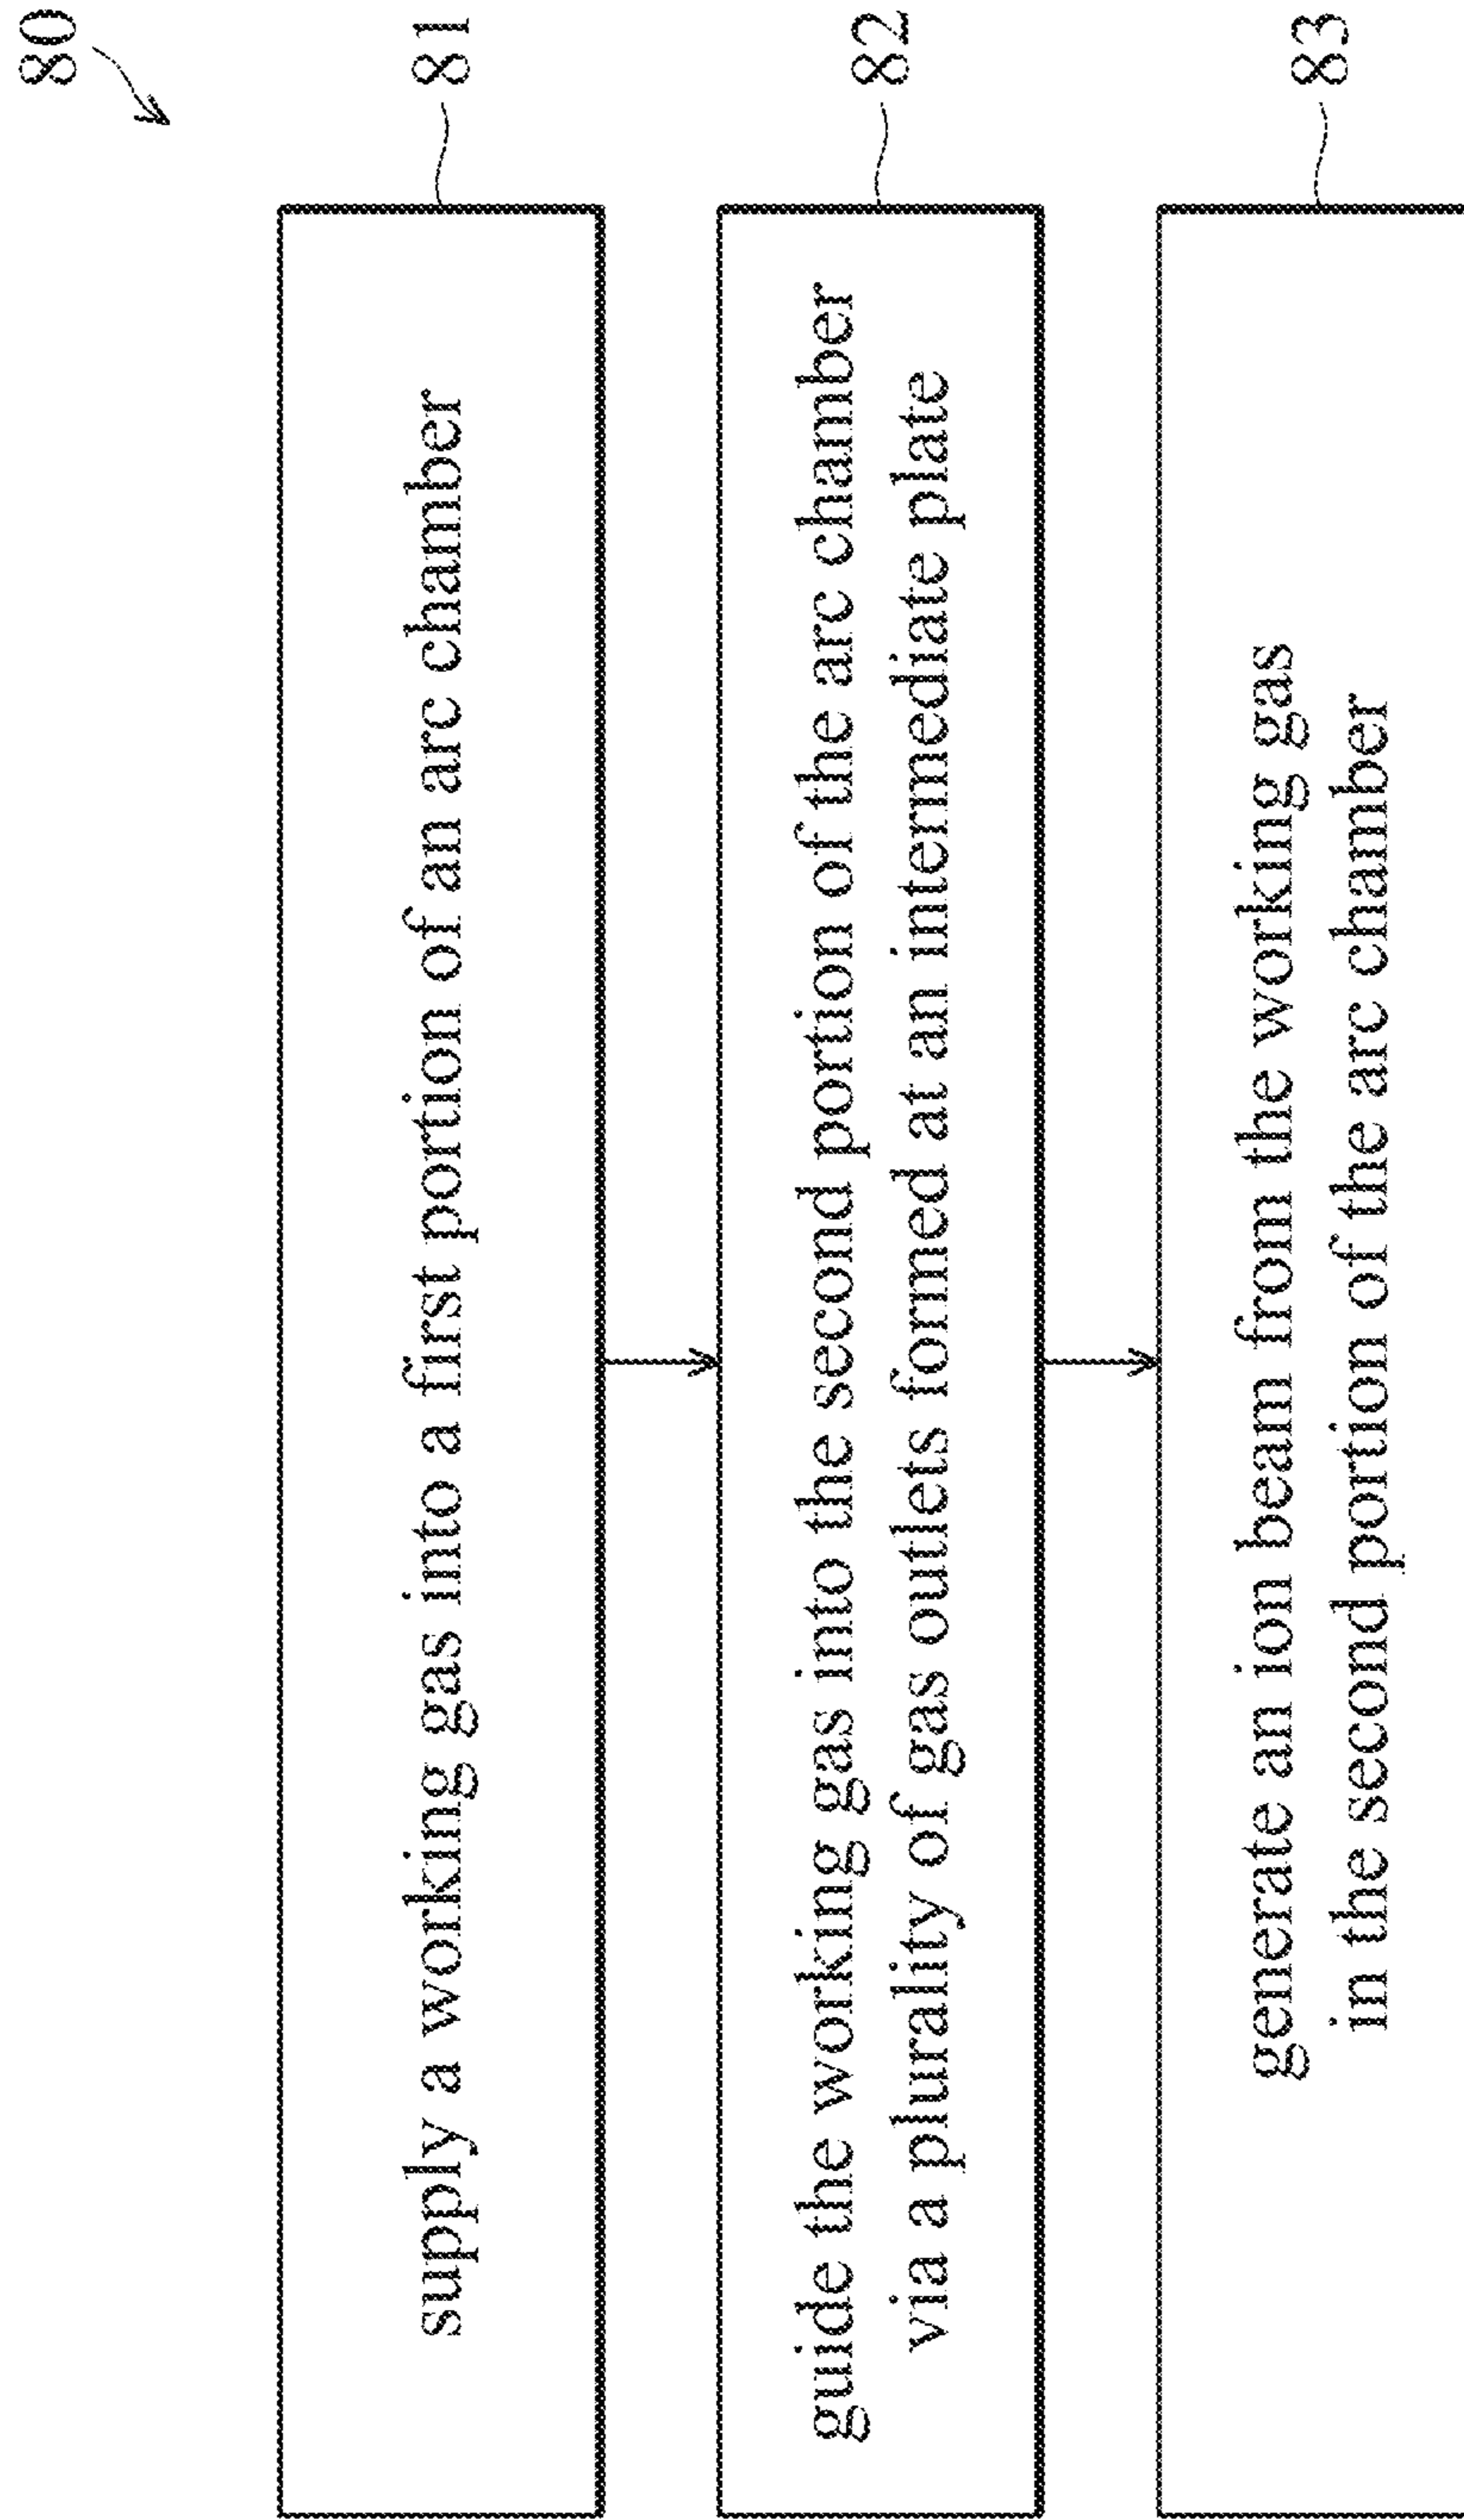 80
81
supply a working gas into a first portion of an arc chamber
82
guide the working gas into the second portion of the arc chamber
via a plurality of gas outlets formed at an intermediate plate
83
generate an ion beam from the working gas
in the second portion of the arc chamber